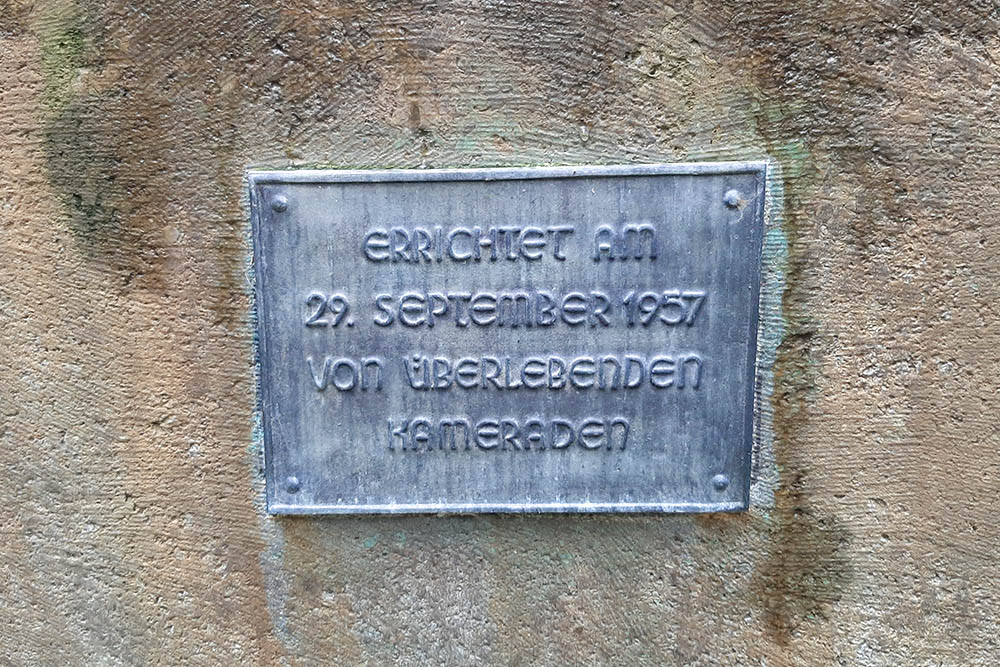 ERRICHTET AM
29. SEPTEMBER 1957
VON ÜBERLEBENDEN
KAMERADEN